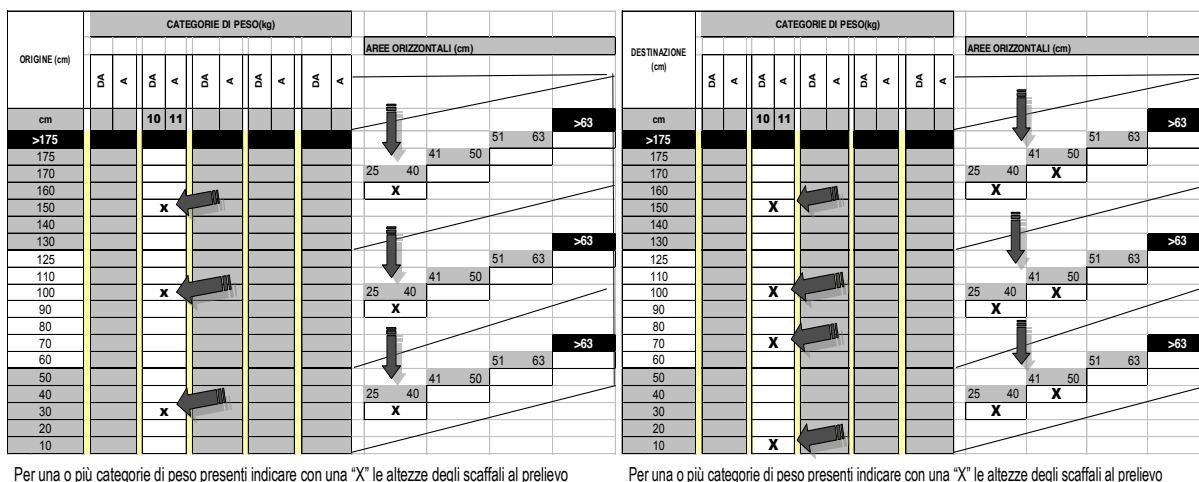 CATEGORIE DI PESO(kg)
ORIGINE (cm)
AREE ORIZZONTALI (cm)
DA A DA A DA A DA A DA A
cm 10 11 >63
>175 51 63
175 41 50
170 25 40
160 X
150 x
140
130 >63
125 51 63
110 41 50
100 x 25 40
90 X
80
70 >63
60 51 63
50 41 50
40 25 40
30 x X
20
10
Per una o più categorie di peso presenti indicare con una "X" le altezze degli scaffali al prelievo
CATEGORIE DI PESO(kg)
DESTINAZIONE
(cm)
AREE ORIZZONTALI (cm)
DA A DA A DA A DA A DA A
cm 10 11 >63
>175 51 63
175 41 50
170 25 40 X
160 X
150 X
140
130 >63
125 51 63
110 41 50
100 X 25 40 X
90 X
80
70 X >63
60 51 63
50 41 50
40 25 40 X
30 X
20
10 X
Per una o più categorie di peso presenti indicare con una "X" le altezze degli scaffali al prelievo